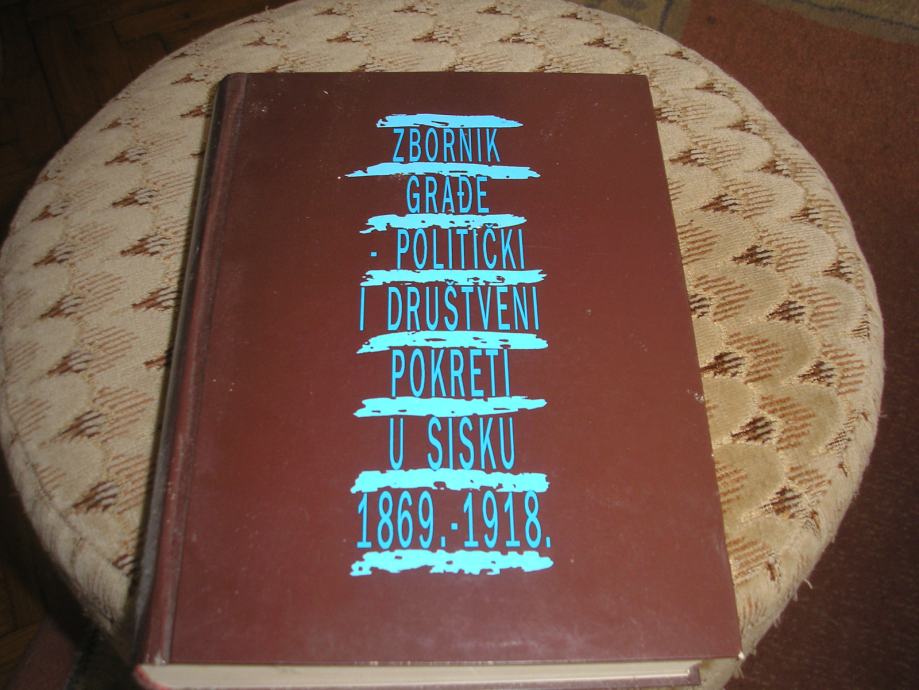 ZBORNIK
GRAĐE
- POLITIČKI
I DRUŠTVENI
POKRETI
U SISKU
1869.-1918.